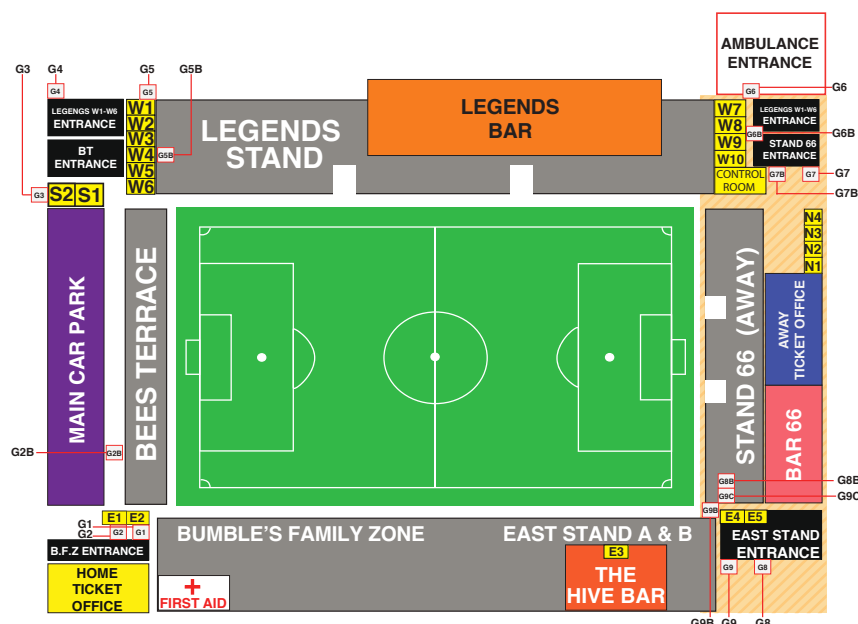 AMBULANCE
ENTRANCE
G3
G4
G5
G5B
G6
G4
G5
G6
LEGENGS W1-W6
ENTRANCE
BT
ENTRANCE
W1
W2
W3
W4
W5
W6
G5B
LEGENDS
STAND
LEGENDS
BAR
W7
W8
W9
W10
CONTROL
ROOM
G6B
LEGENGS W1-W6
ENTRANCE
STAND 66
ENTRANCE
G6B
G7B
G7
G7
G7B
G3
S2
S1
MAIN CAR PARK
BEES TERRACE
STAND 66 (AWAY)
N4
N3
N2
N1
AWAY
TICKET OFFICE
BAR 66
G2B
G2B
G8B
G8B
G9C
G9C
G9B
G1
G2
E1
E2
G2
G1
B.F.Z ENTRANCE
HOME
TICKET
OFFICE
BUMBLE'S FAMILY ZONE
EAST STAND A & B
FIRST AID
E3
THE
HIVE BAR
E4
E5
EAST STAND
ENTRANCE
G9
G8
G9B
G9
G8